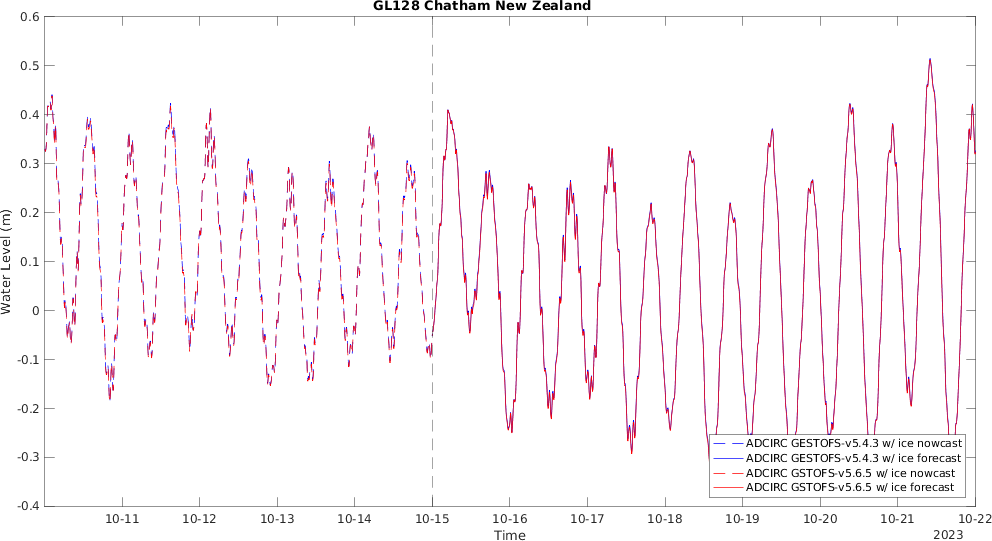 GL128 Chatham New Zealand
0.6
0.5
0.4
0.3
0.2
0.1
0
-0.1
-0.2
-0.3
-0.4
Water Level (m)
ADCIRC GESTOFS-v5.4.3 w/ ice nowcast
ADCIRC GESTOFS-v5.4.3 w/ ice forecast
ADCIRC GSTOFS-v5.6.5 w/ ice nowcast
ADCIRC GSTOFS-v5.6.5 w/ ice forecast
10-11 10-12 10-13 10-14 10-15 10-16 10-17 10-18 10-19 10-20 10-21 10-22
Time
2023